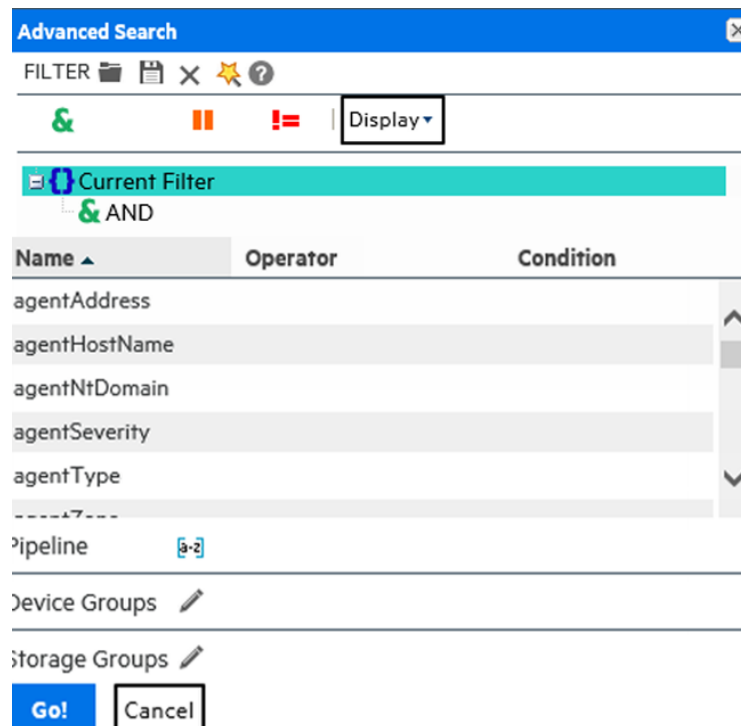 Advanced Search
FILTER
& != Display
{} Current Filter
& AND
Name Operator Condition
agentAddress
agentHostName
agentNtDomain
agentSeverity
agentType
agentZone
Pipeline [a-z]
Device Groups
Storage Groups
Go! Cancel